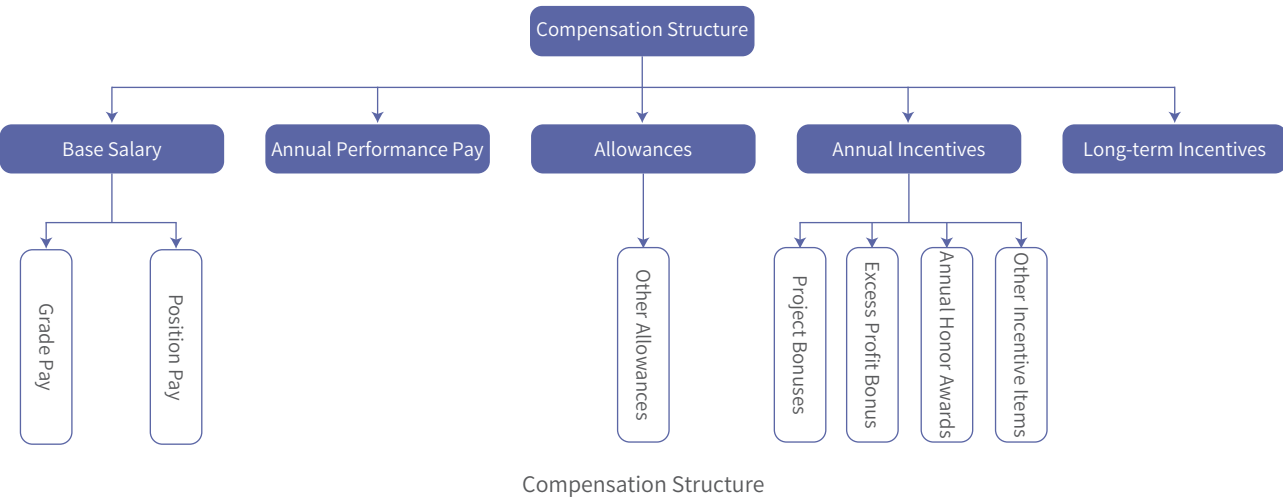 Compensation Structure
Base Salary
Annual Performance Pay
Allowances
Annual Incentives
Long-term Incentives
Grade Pay
Position Pay
Other Allowances
Project Bonuses
Excess Profit Bonus
Annual Honor Awards
Other Incentive Items
Compensation Structure